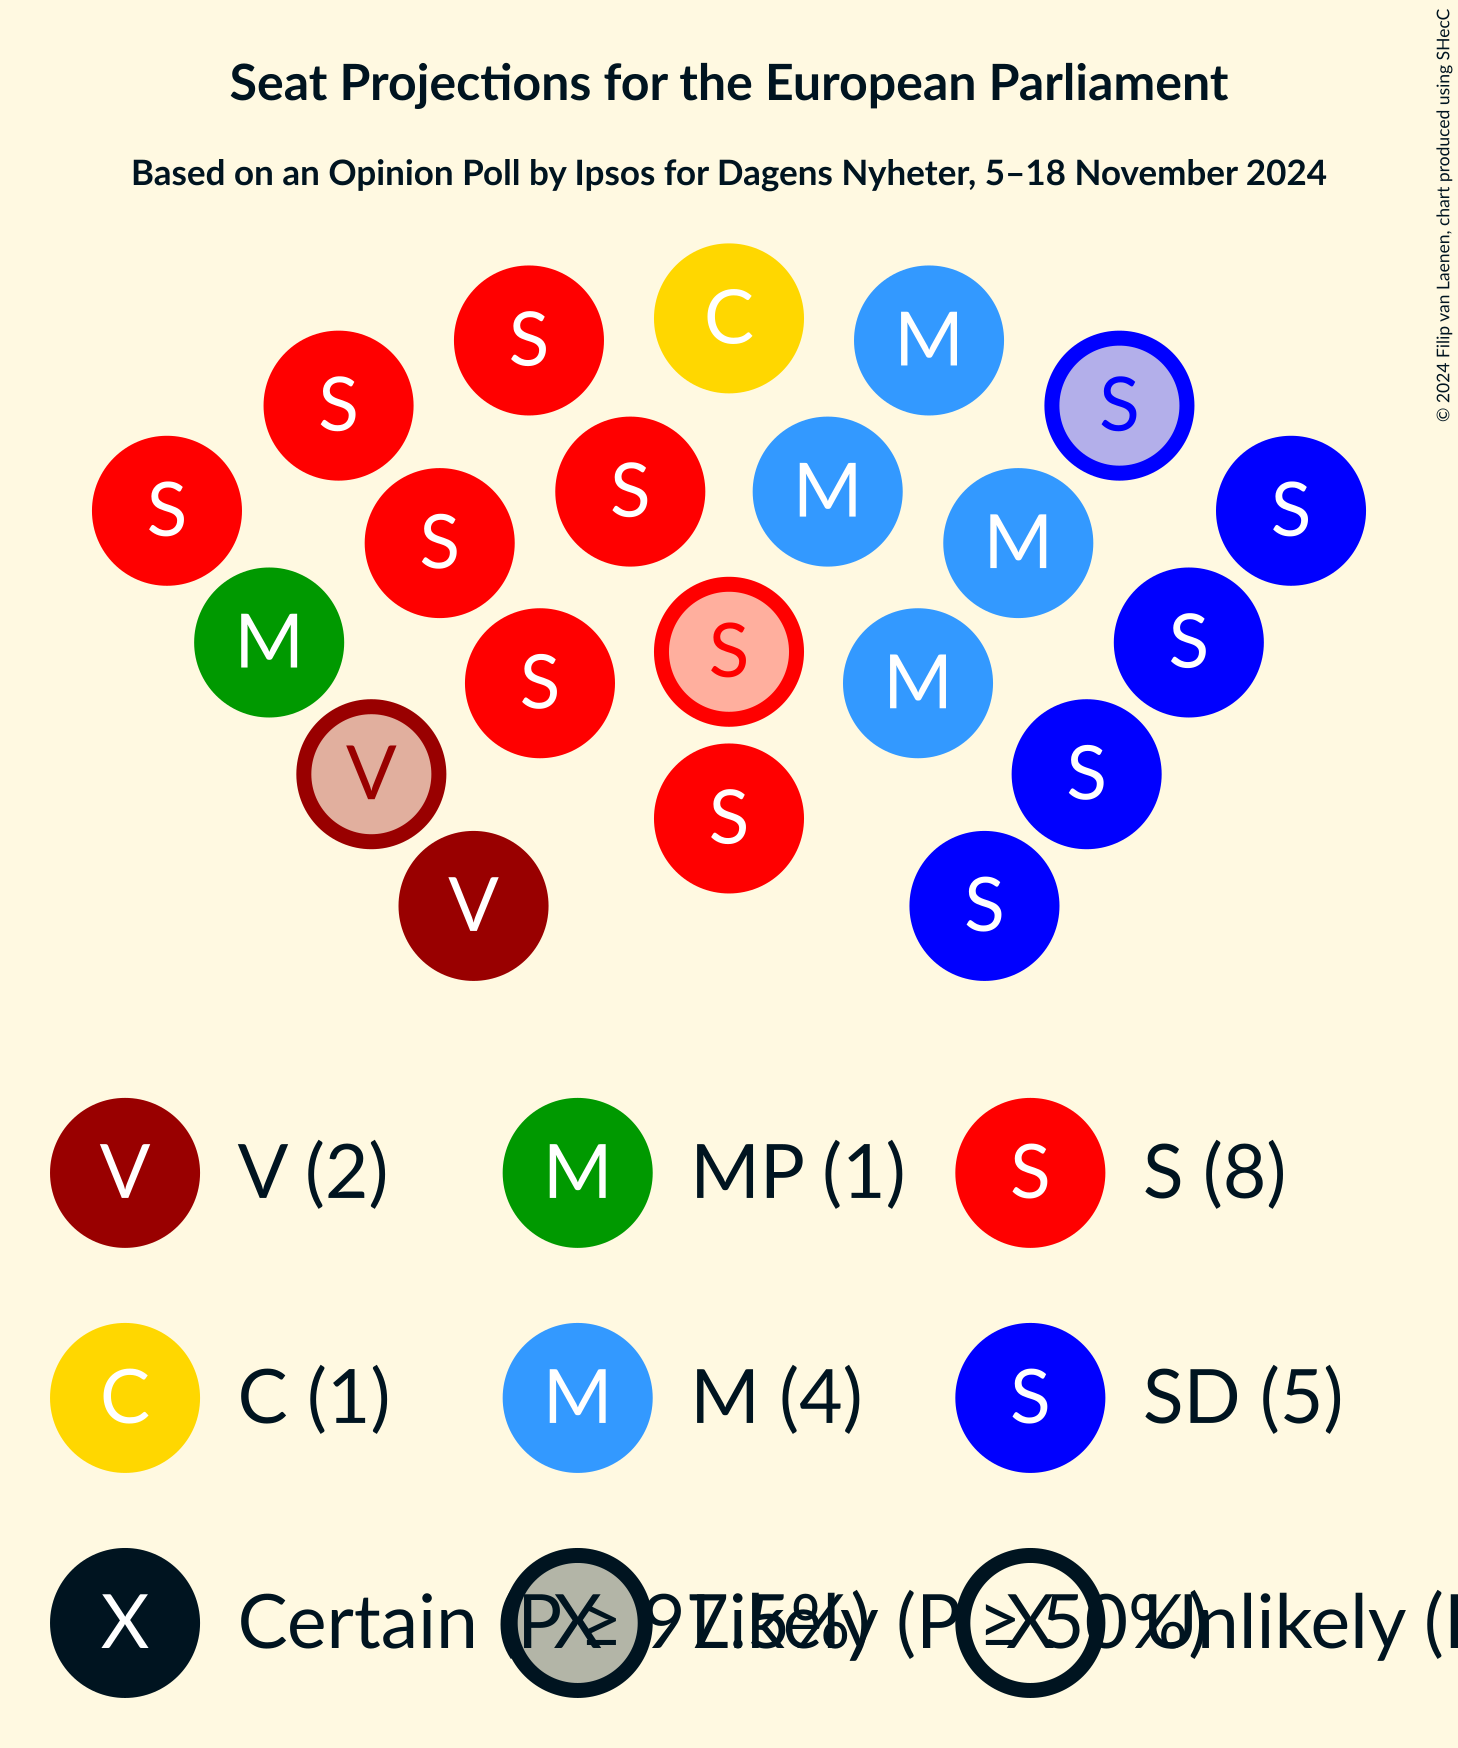 Seat Projections for the European Parliament
Based on an Opinion Poll by Ipsos for Dagens Nyheter, 5–18 November 2024
© 2024 Filip van Laenen, chart produced using SHecC
C
S M
S S
S M
S S
S M
M S
S
S M
V S
S
V S
V V (2) M MP (1) S S (8)
C C (1) M M (4) S SD (5)
X Certain (P ≥ 97.5%) X Likely (P ≥ 50%) X Unlikely